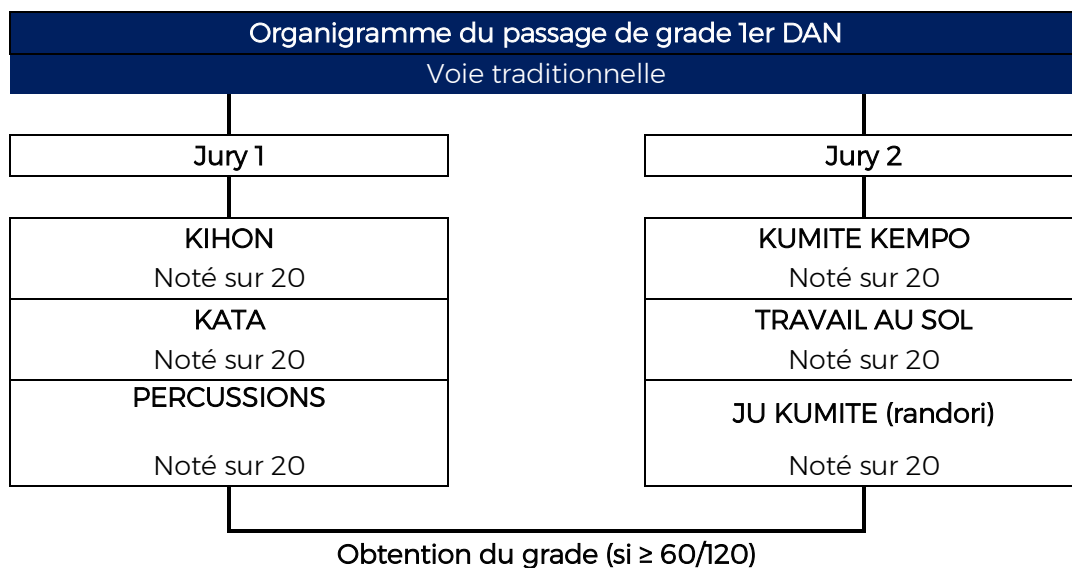 Organigramme du passage de grade 1er DAN
Voie traditionnelle
Jury 1
KIHON
Noté sur 20
KATA
Noté sur 20
PERCUSSIONS
Noté sur 20
Jury 2
KUMITE KEMPO
Noté sur 20
TRAVAIL AU SOL
Noté sur 20
JU KUMITE (randori)
Noté sur 20
Obtention du grade (si ≥ 60/120)